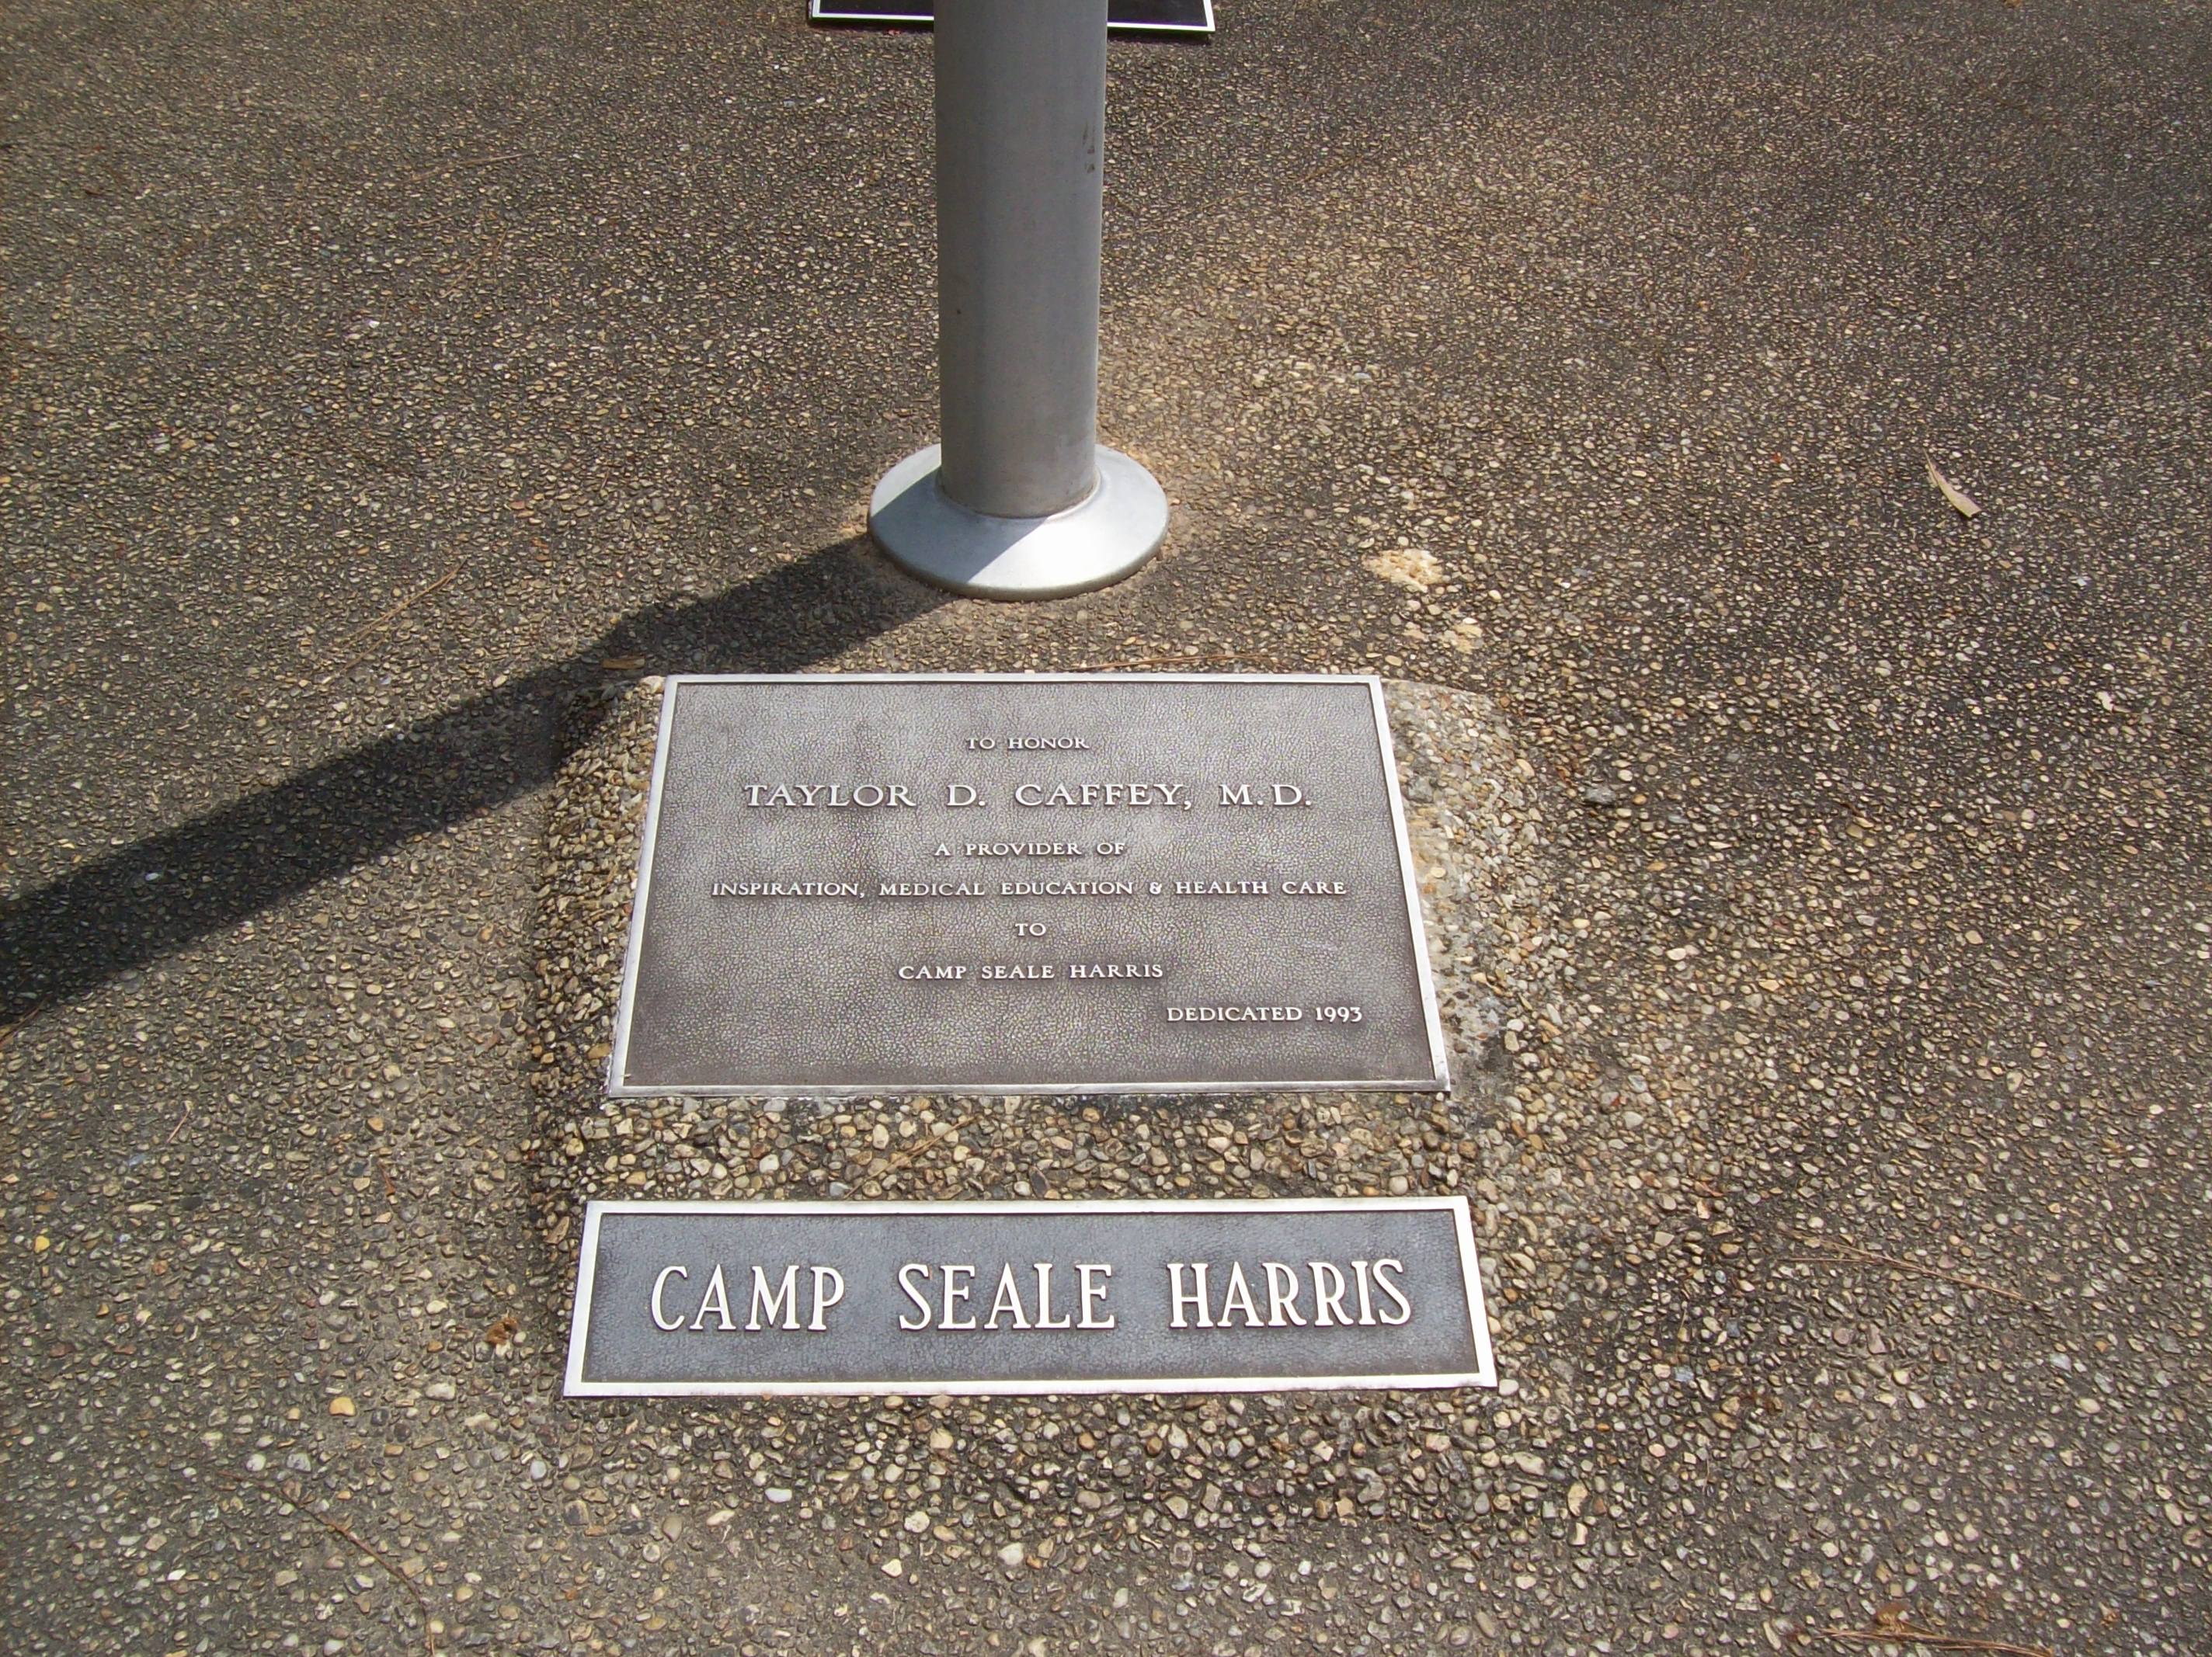 TO HONOR
TAYLOR D. CAFFEY, M.D.
A PROVIDER OF
INSPIRATION, MEDICAL EDUCATION & HEALTH CARE
TO
CAMP SEALE HARRIS
DEDICATED 1993
CAMP SEALE HARRIS